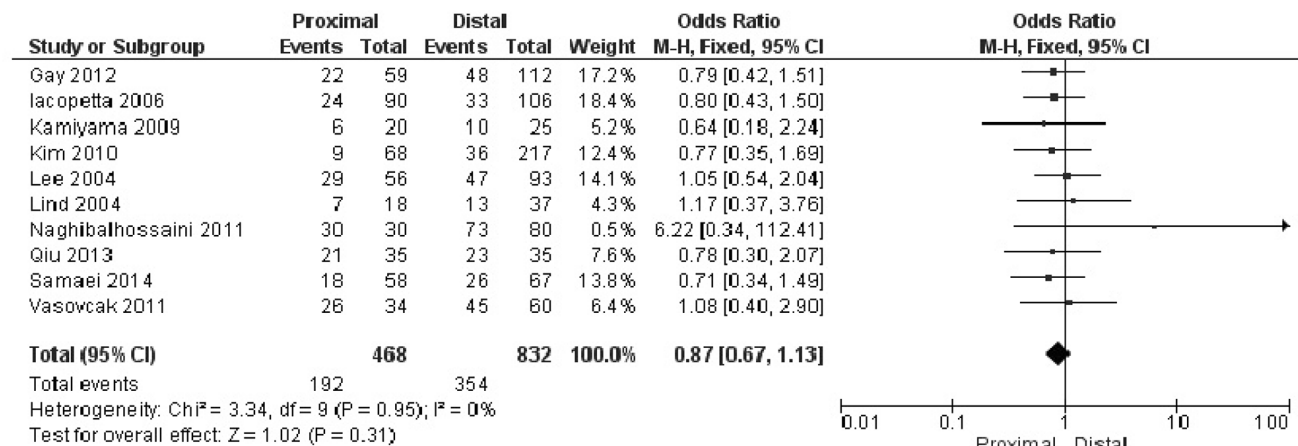 Proximal Distal Odds Ratio Odds Ratio
Study or Subgroup Events Total Events Total Weight M-H, Fixed, 95% CI M-H, Fixed, 95% CI
Gay 2012 22 59 48 112 17.2% 0.79 [0.42, 1.51]
Iacopetta 2006 24 90 33 106 18.4% 0.80 [0.43, 1.50]
Kamiyama 2009 6 20 10 25 5.2% 0.64 [0.18, 2.24]
Kim 2010 9 68 36 217 12.4% 0.77 [0.35, 1.69]
Lee 2004 29 56 47 93 14.1% 1.05 [0.54, 2.04]
Lind 2004 7 18 13 37 4.3% 1.17 [0.37, 3.76]
Naghibalhossaini 2011 30 30 73 80 0.5% 6.22 [0.34, 112.41]
Qiu 2013 21 35 23 35 7.6% 0.78 [0.30, 2.07]
Samaei 2014 18 58 26 67 13.8% 0.71 [0.34, 1.49]
Vasovcak 2011 26 34 45 60 6.4% 1.08 [0.40, 2.90]
Total (95% CI) 468 832 100.0% 0.87 [0.67, 1.13]
Total events 192 354
Heterogeneity: Chi² = 3.34, df = 9 (P = 0.95); I² = 0%
Test for overall effect: Z = 1.02 (P = 0.31)
0.01 0.1 1 10 100
Proximal Distal